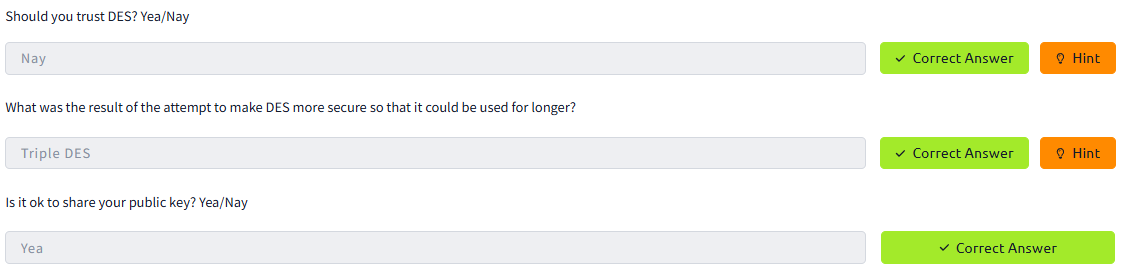 Should you trust DES? Yea/Nay
Nay
Correct Answer
Hint
What was the result of the attempt to make DES more secure so that it could be used for longer?
Triple DES
Correct Answer
Hint
Is it ok to share your public key? Yea/Nay
Yea
Correct Answer